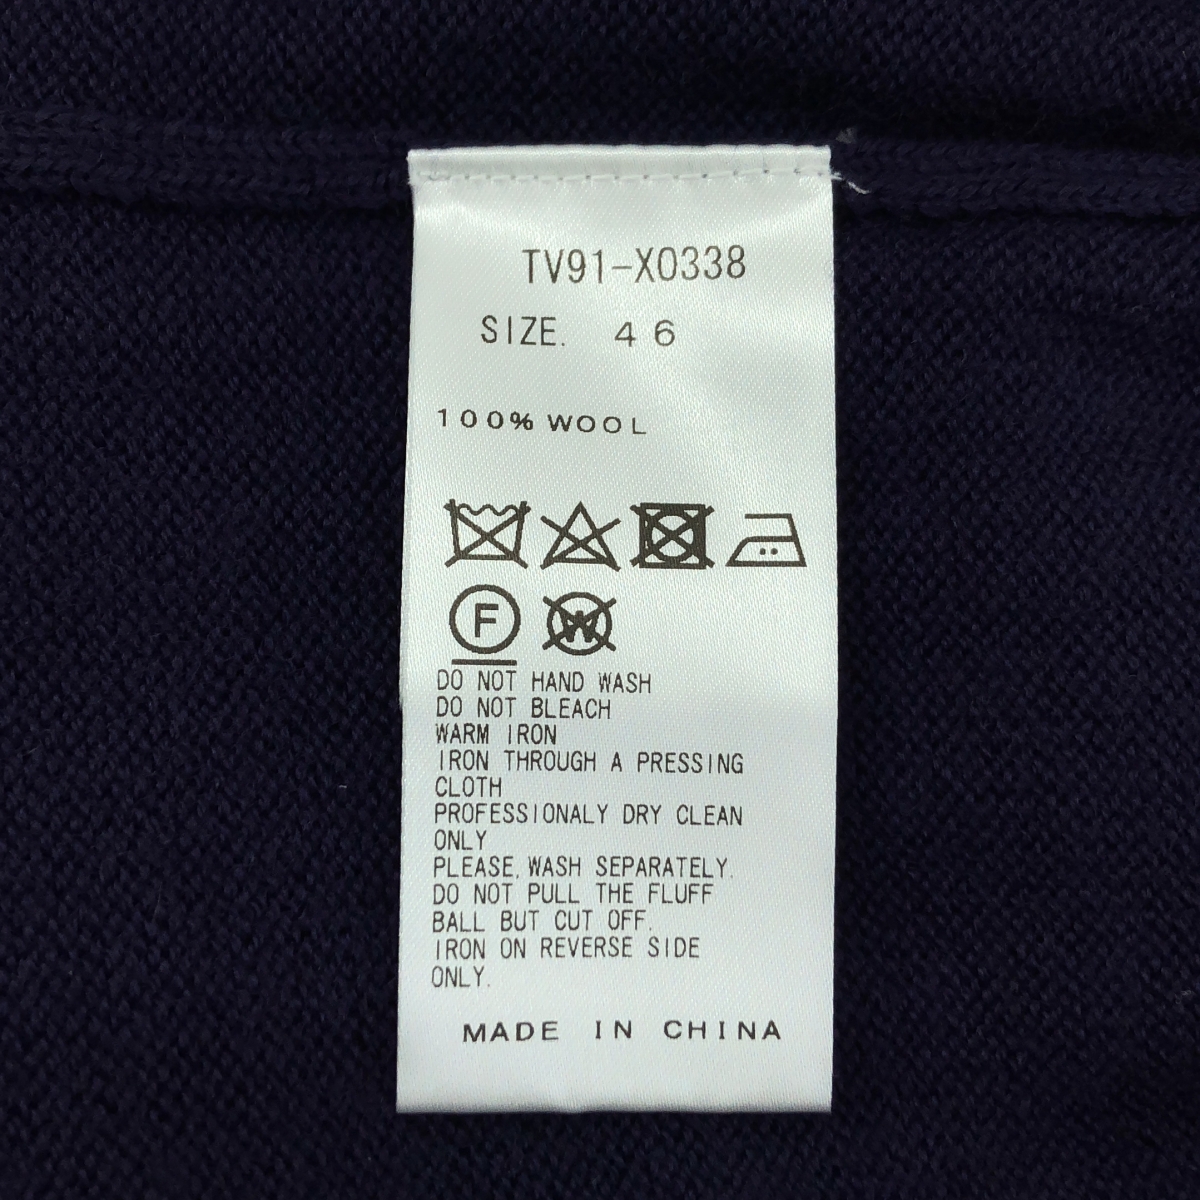 TV91-X0338
SIZE. 46
100% WOOL
F W
DO NOT HAND WASH
DO NOT BLEACH
WARM IRON
IRON THROUGH A PRESSING
CLOTH
PROFESSIONALY DRY CLEAN
ONLY
PLEASE,WASH SEPARATELY.
DO NOT PULL THE FLUFF
BALL BUT CUT OFF.
IRON ON REVERSE SIDE
ONLY.
MADE IN CHINA